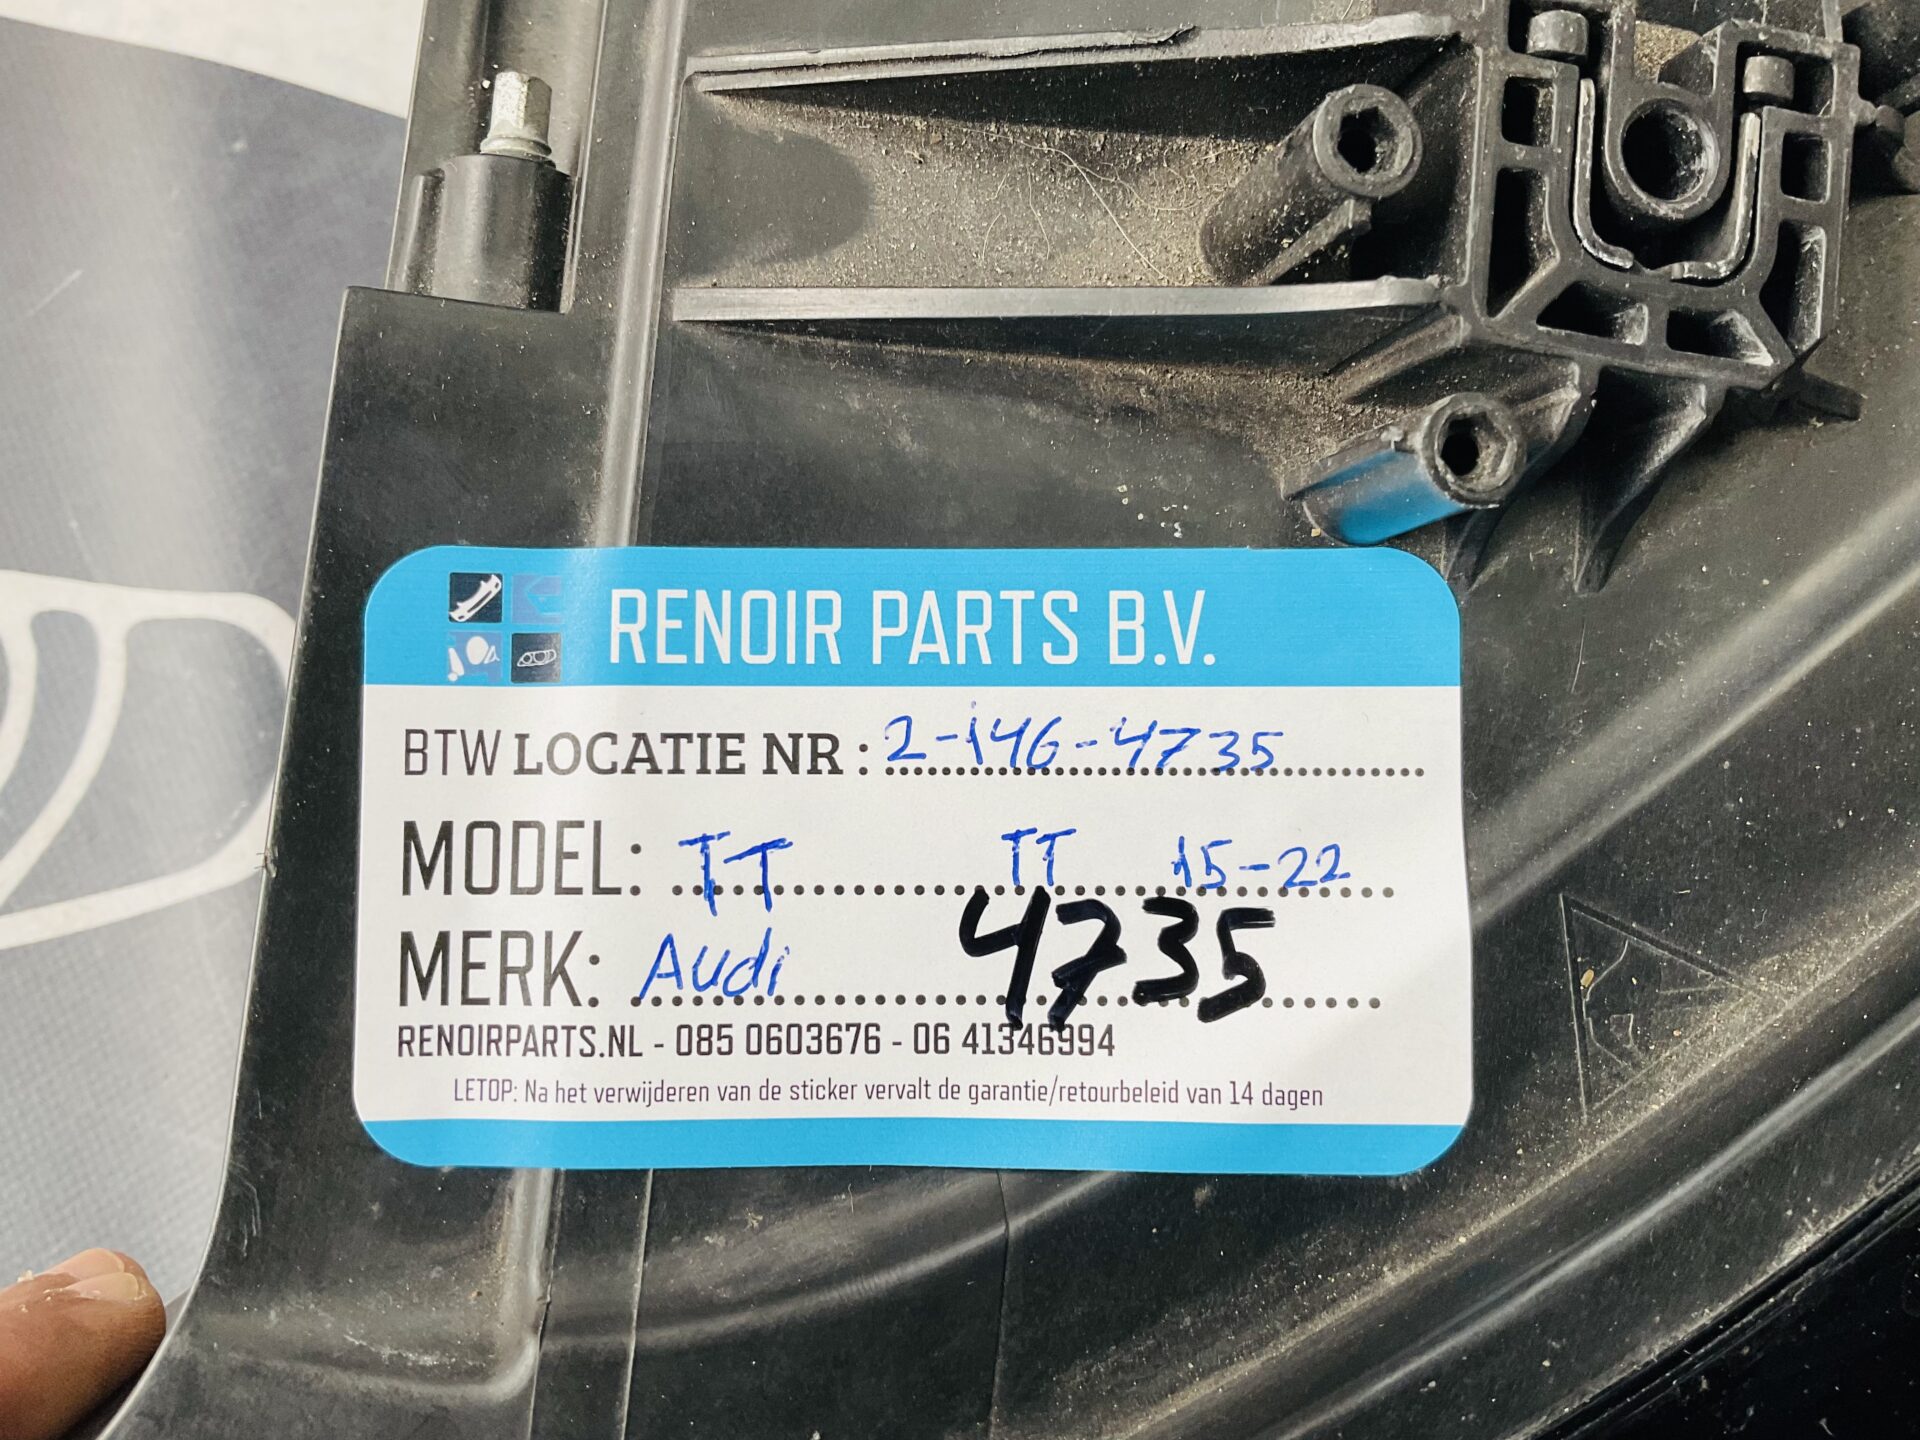 RENOIR PARTS B.V.
BTW LOCATIE NR : 2-146-4735
MODEL: TT TT 15-22
MERK: Audi 4735
RENOIRPARTS.NL - 085 0603676 - 06 41346994
LETOP: Na het verwijderen van de sticker vervalt de garantie/retourbeleid van 14 dagen